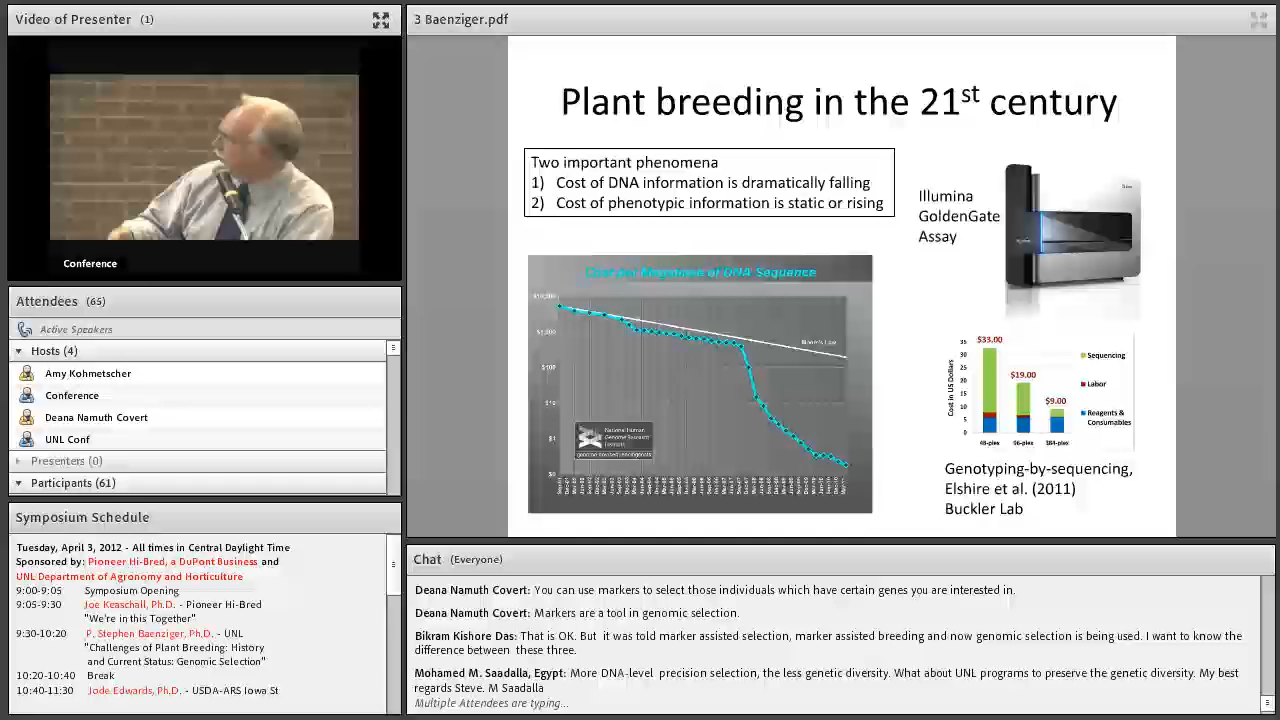 Video of Presenter (1)
Conference
Attendees (65)
Active Speakers
Hosts (4)
Amy Kohmetscher
Conference
Deana Namuth Covert
UNL Conf
Presenters (0)
Participants (61)
Symposium Schedule
Tuesday, April 3, 2012 - All times in Central Daylight Time
Sponsored by: Pioneer Hi-Bred, a DuPont Business and
UNL Department of Agronomy and Horticulture
9:00-9:05 Symposium Opening
9:05-9:30 Joe Keaschall, Ph.D. - Pioneer Hi-Bred
"We're in this Together"
9:30-10:20 P. Stephen Baenziger, Ph.D. - UNL
"Challenges of Plant Breeding: History
and Current Status: Genomic Selection"
10:20-10:40 Break
10:40-11:30 Jode Edwards, Ph.D. - USDA-ARS Iowa St
3 Baenziger.pdf
Plant breeding in the 21st century
Two important phenomena
1) Cost of DNA information is dramatically falling
2) Cost of phenotypic information is static or rising
Illumina
GoldenGate
Assay
Cost per Megabase of DNA Sequence
Moore's Law
National Human
Genome Research
Institute
$33.00
$19.00
$9.00
Cost in US Dollars
35
30
25
20
15
10
5
0
48-plex 96-plex 384-plex
Sequencing
Labor
Reagents &
Consumables
Genotyping-by-sequencing,
Elshire et al. (2011)
Buckler Lab
Chat (Everyone)
Deana Namuth Covert: You can use markers to select those individuals which have certain genes you are interested in.
Deana Namuth Covert: Markers are a tool in genomic selection.
Bikram Kishore Das: That is OK. But it was told marker assisted selection, marker assisted breeding and now genomic selection is being used. I want to know the
difference between these three.
Mohamed M. Saadalla, Egypt: More DNA-level precision selection, the less genetic diversity. What about UNL programs to preserve the genetic diversity. My best
regards Steve. M Saadalla
Multiple Attendees are typing...